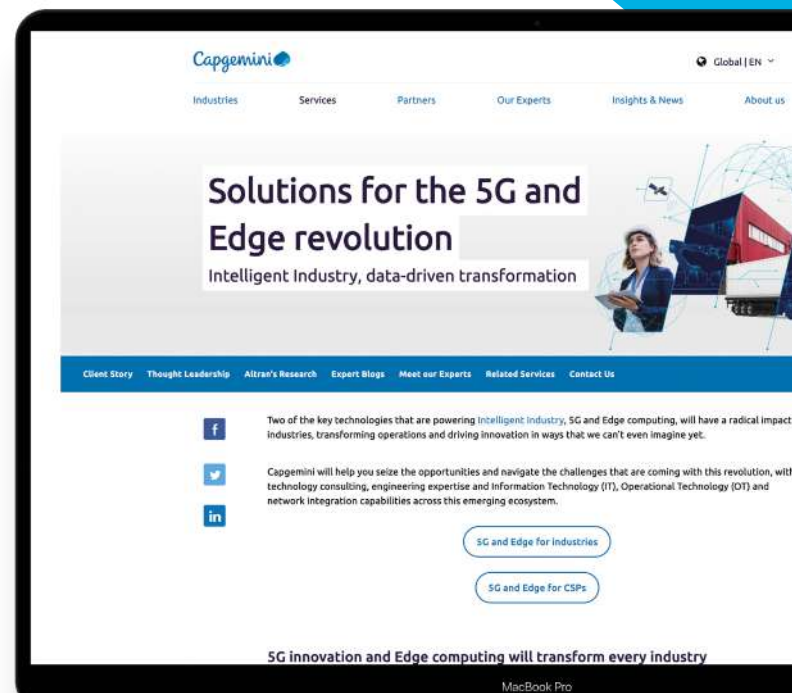 Capgemini
Global | EN
Industries Services Partners Our Experts Insights & News About us
Solutions for the 5G and
Edge revolution
Intelligent Industry, data-driven transformation
Client Story Thought Leadership Altran's Research Expert Blogs Meet our Experts Related Services Contact Us
f
Two of the key technologies that are powering Intelligent Industry, 5G and Edge computing, will have a radical impact
industries, transforming operations and driving innovation in ways that we can't even imagine yet.
Capgemini will help you seize the opportunities and navigate the challenges that are coming with this revolution, with
technology consulting, engineering expertise and Information Technology (IT), Operational Technology (OT) and
in
network integration capabilities across this emerging ecosystem.
5G and Edge for industries
5G and Edge for CSPs
5G innovation and Edge computing will transform every industry
MacBook Pro